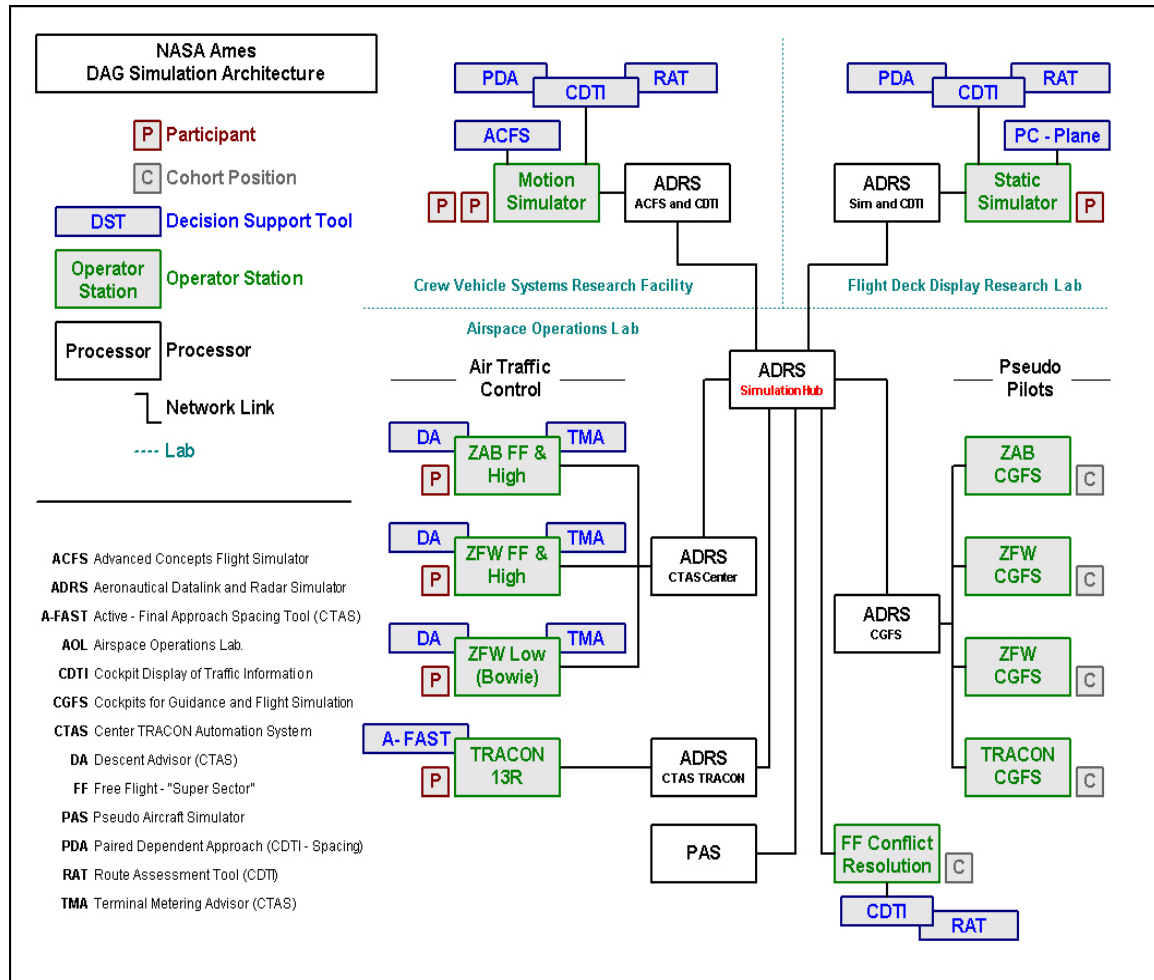 NASA Ames
DAG Simulation Architecture
P Participant
C Cohort Position
DST Decision Support Tool
Operator
Station
Operator Station
Processor Processor
Network Link
Lab
ACFS Advanced Concepts Flight Simulator
ADRS Aeronautical Datalink and Radar Simulator
A-FAST Active - Final Approach Spacing Tool (CTAS)
AOL Airspace Operations Lab.
CDTI Cockpit Display of Traffic Information
CGFS Cockpits for Guidance and Flight Simulation
CTAS Center TRACON Automation System
DA Descent Advisor (CTAS)
FF Free Flight - "Super Sector"
PAS Pseudo Aircraft Simulator
PDA Paired Dependent Approach (CDTI - Spacing)
RAT Route Assessment Tool (CDTI)
TMA Terminal Metering Advisor (CTAS)
PDA
CDTI
RAT
ACFS
Motion
Simulator
P P
ADRS
ACFS and CDTI
Crew Vehicle Systems Research Facility
PDA
CDTI
RAT
PC - Plane
ADRS
Sim and CDTI
Static
Simulator
P
Flight Deck Display Research Lab
Airspace Operations Lab
Air Traffic
Control
ADRS
Simulation Hub
Pseudo
Pilots
DA
TMA
ZAB FF &
High
P
DA
TMA
ZFW FF &
High
P
ADRS
CTAS Center
DA
TMA
ZFW Low
(Bowie)
P
A- FAST
TRACON
13R
P
ADRS
CTAS TRACON
PAS
ADRS
CGFS
ZAB
CGFS
C
ZFW
CGFS
C
ZFW
CGFS
C
TRACON
CGFS
C
FF Conflict
Resolution
C
CDTI
RAT